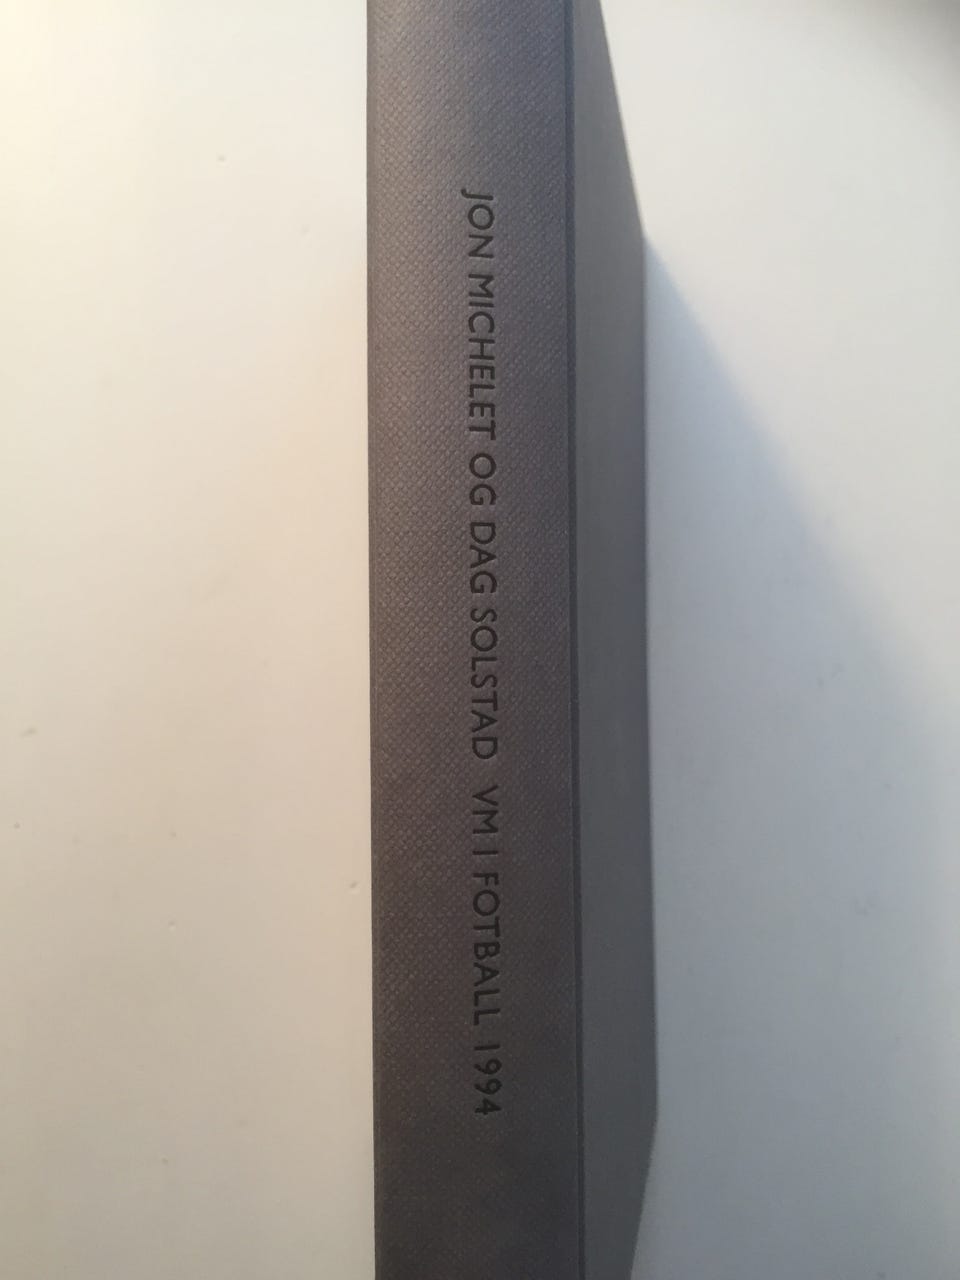 JON MICHELET OG DAG SOLSTAD VM I FOTBALL 1994